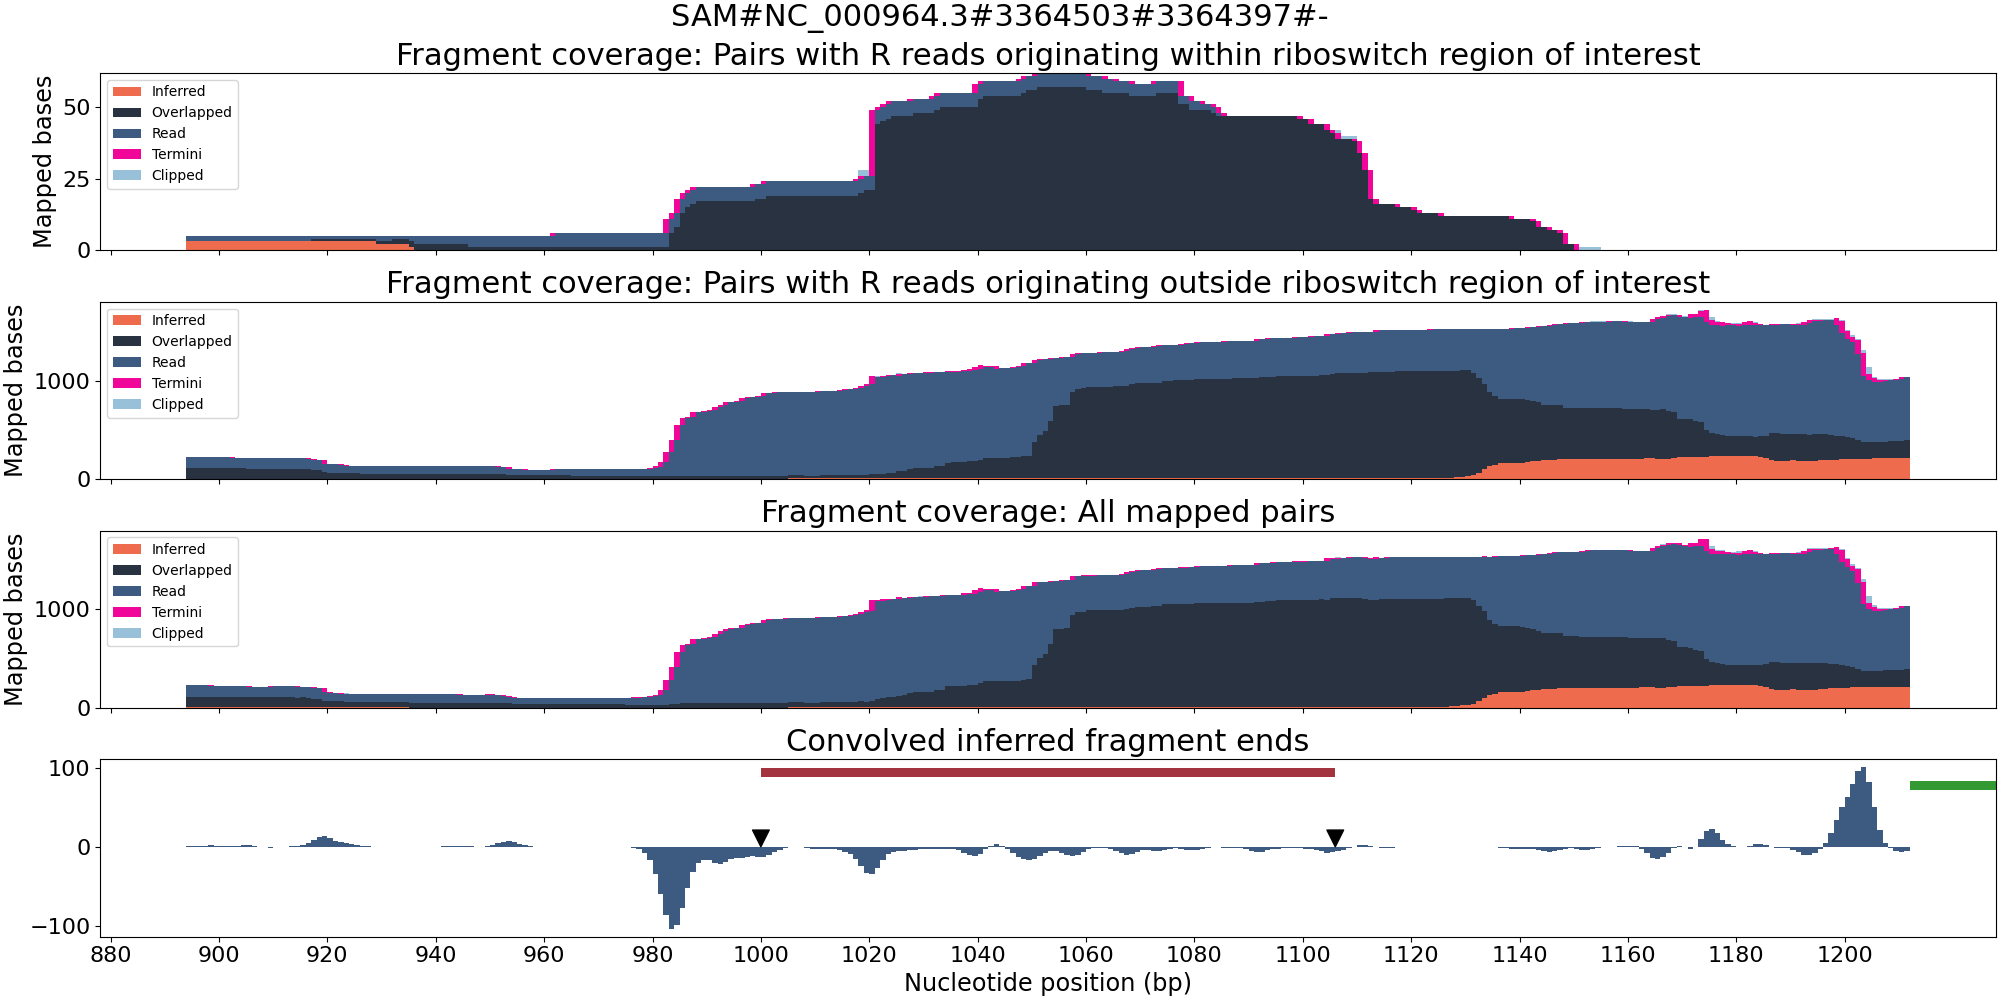 SAM#NC_000964.3#3364503#3364397#-
Fragment coverage: Pairs with R reads originating within riboswitch region of interest
Mapped bases
50
25
0
Inferred
Overlapped
Read
Termini
Clipped
Fragment coverage: Pairs with R reads originating outside riboswitch region of interest
Mapped bases
1000
0
Inferred
Overlapped
Read
Termini
Clipped
Fragment coverage: All mapped pairs
Mapped bases
1000
0
Inferred
Overlapped
Read
Termini
Clipped
Convolved inferred fragment ends
100
0
−100
880 900 920 940 960 980 1000 1020 1040 1060 1080 1100 1120 1140 1160 1180 1200
Nucleotide position (bp)